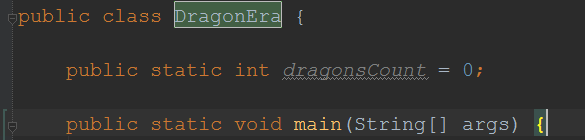 public class DragonEra {
public static int dragonsCount = 0;
public static void main(String[] args) {